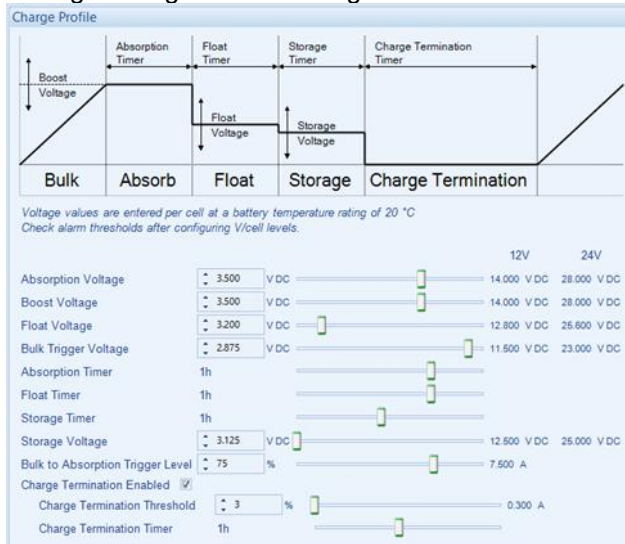 Charge Profile
Absorption Timer
Float Timer
Storage Timer
Charge Termination Timer
Boost Voltage
Float Voltage
Storage Voltage
Bulk Absorb Float Storage Charge Termination
Voltage values are entered per cell at a battery temperature rating of 20 °C
Check alarm thresholds after configuring V/cell levels.
12V 24V
Absorption Voltage 3.500 V DC 14.000 V DC 28.000 V DC
Boost Voltage 3.500 V DC 14.000 V DC 28.000 V DC
Float Voltage 3.200 V DC 12.800 V DC 25.600 V DC
Bulk Trigger Voltage 2.875 V DC 11.500 V DC 23.000 V DC
Absorption Timer 1h
Float Timer 1h
Storage Timer 1h
Storage Voltage 3.125 V DC 12.500 V DC 25.000 V DC
Bulk to Absorption Trigger Level 75 % 7.500 A
Charge Termination Enabled
Charge Termination Threshold 3 % 0.300 A
Charge Termination Timer 1h